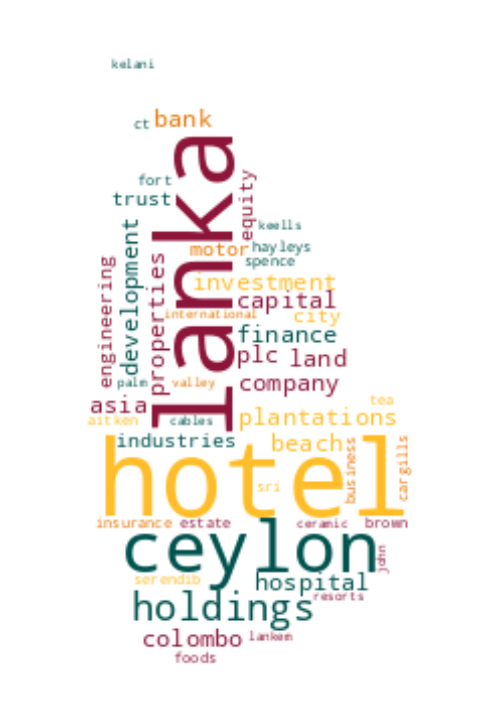 kelani
ct bank
fort
trust
lanka
equity
keells
development
motor hayleys
spence
engineering
properties
investment
capital
international city
finance
plc land
palm valley company
asia
tea
aitken cables plantations
industries beach
business
cargills
hotel
sri
insurance estate ceramic brown
ceylon
john
serendib hospital
resorts
holdings
colombo lankem
foods